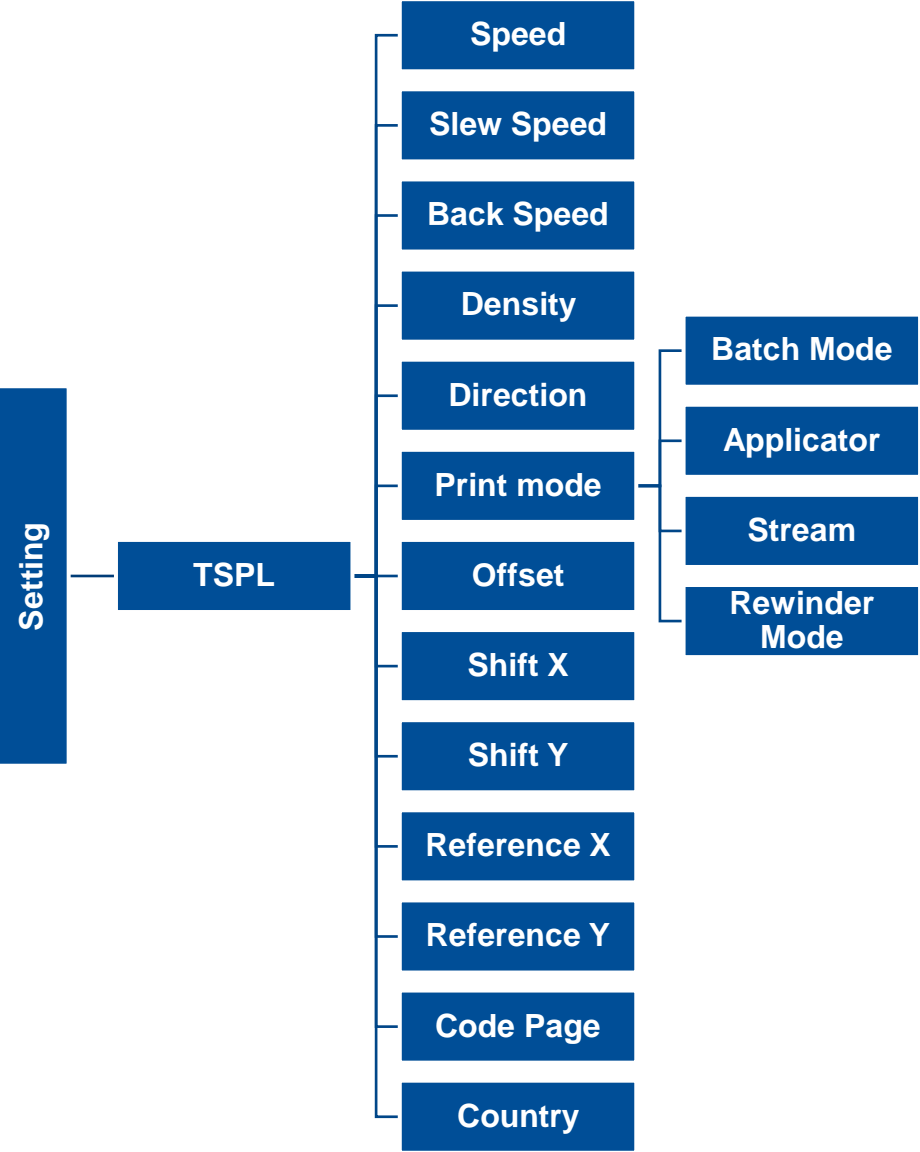 Setting
TSPL
Speed
Slew Speed
Back Speed
Density
Direction
Print mode
Batch Mode
Applicator
Stream
Rewinder
Mode
Offset
Shift X
Shift Y
Reference X
Reference Y
Code Page
Country